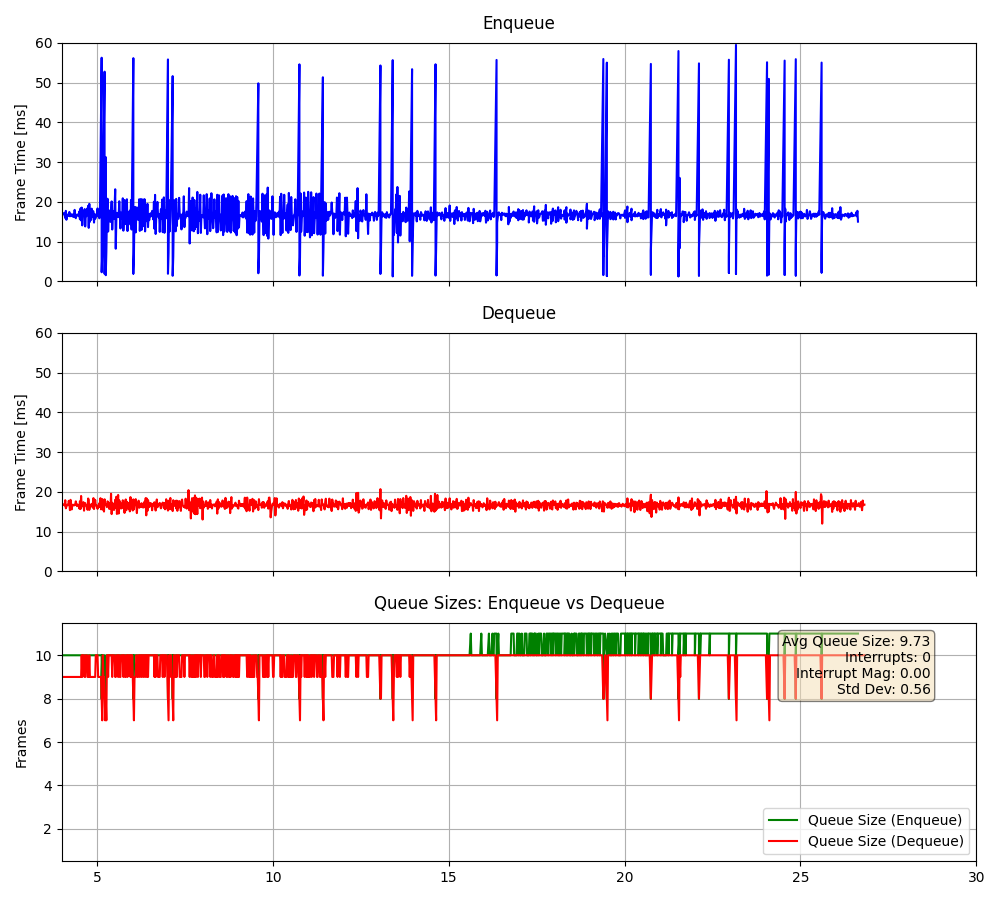 Enqueue
60
50
40
30
20
10
0
Frame Time [ms]
Dequeue
60
50
40
30
20
10
0
Frame Time [ms]
Queue Sizes: Enqueue vs Dequeue
10
8
6
4
2
Frames
Avg Queue Size: 9.73
Interrupts: 0
Interrupt Mag: 0.00
Std Dev: 0.56
Queue Size (Enqueue)
Queue Size (Dequeue)
5 10 15 20 25 30